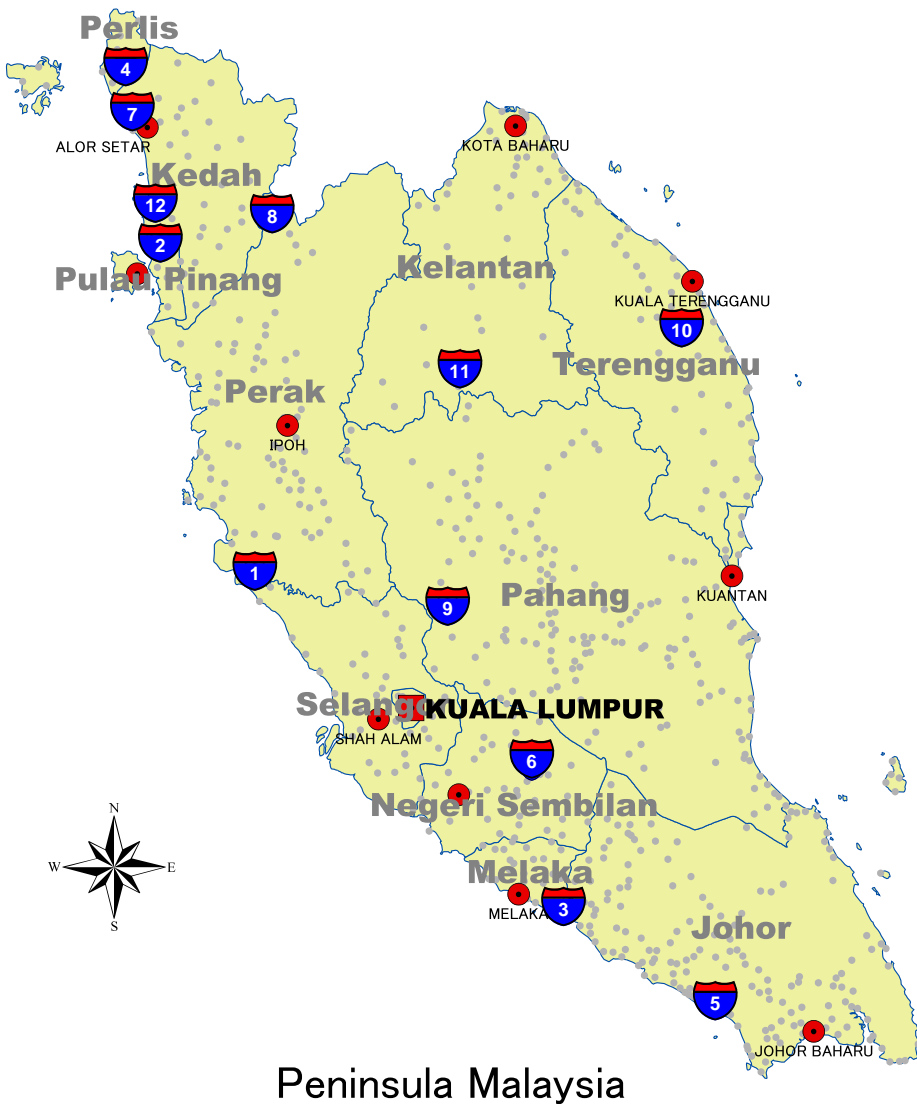 Perlis
4
7
ALOR SETAR
KOTA BAHARU
Kedah
12
8
2
Kelantan
Pulau Pinang
KUALA TERENGGANU
10
11
Terengganu
Perak
IPOH
1
9
Pahang
KUANTAN
Selangor
KUALA LUMPUR
SHAH ALAM
6
Negeri Sembilan
N
W
E
S
Melaka
MELAKA
3
Johor
5
JOHOR BAHARU
Peninsula Malaysia